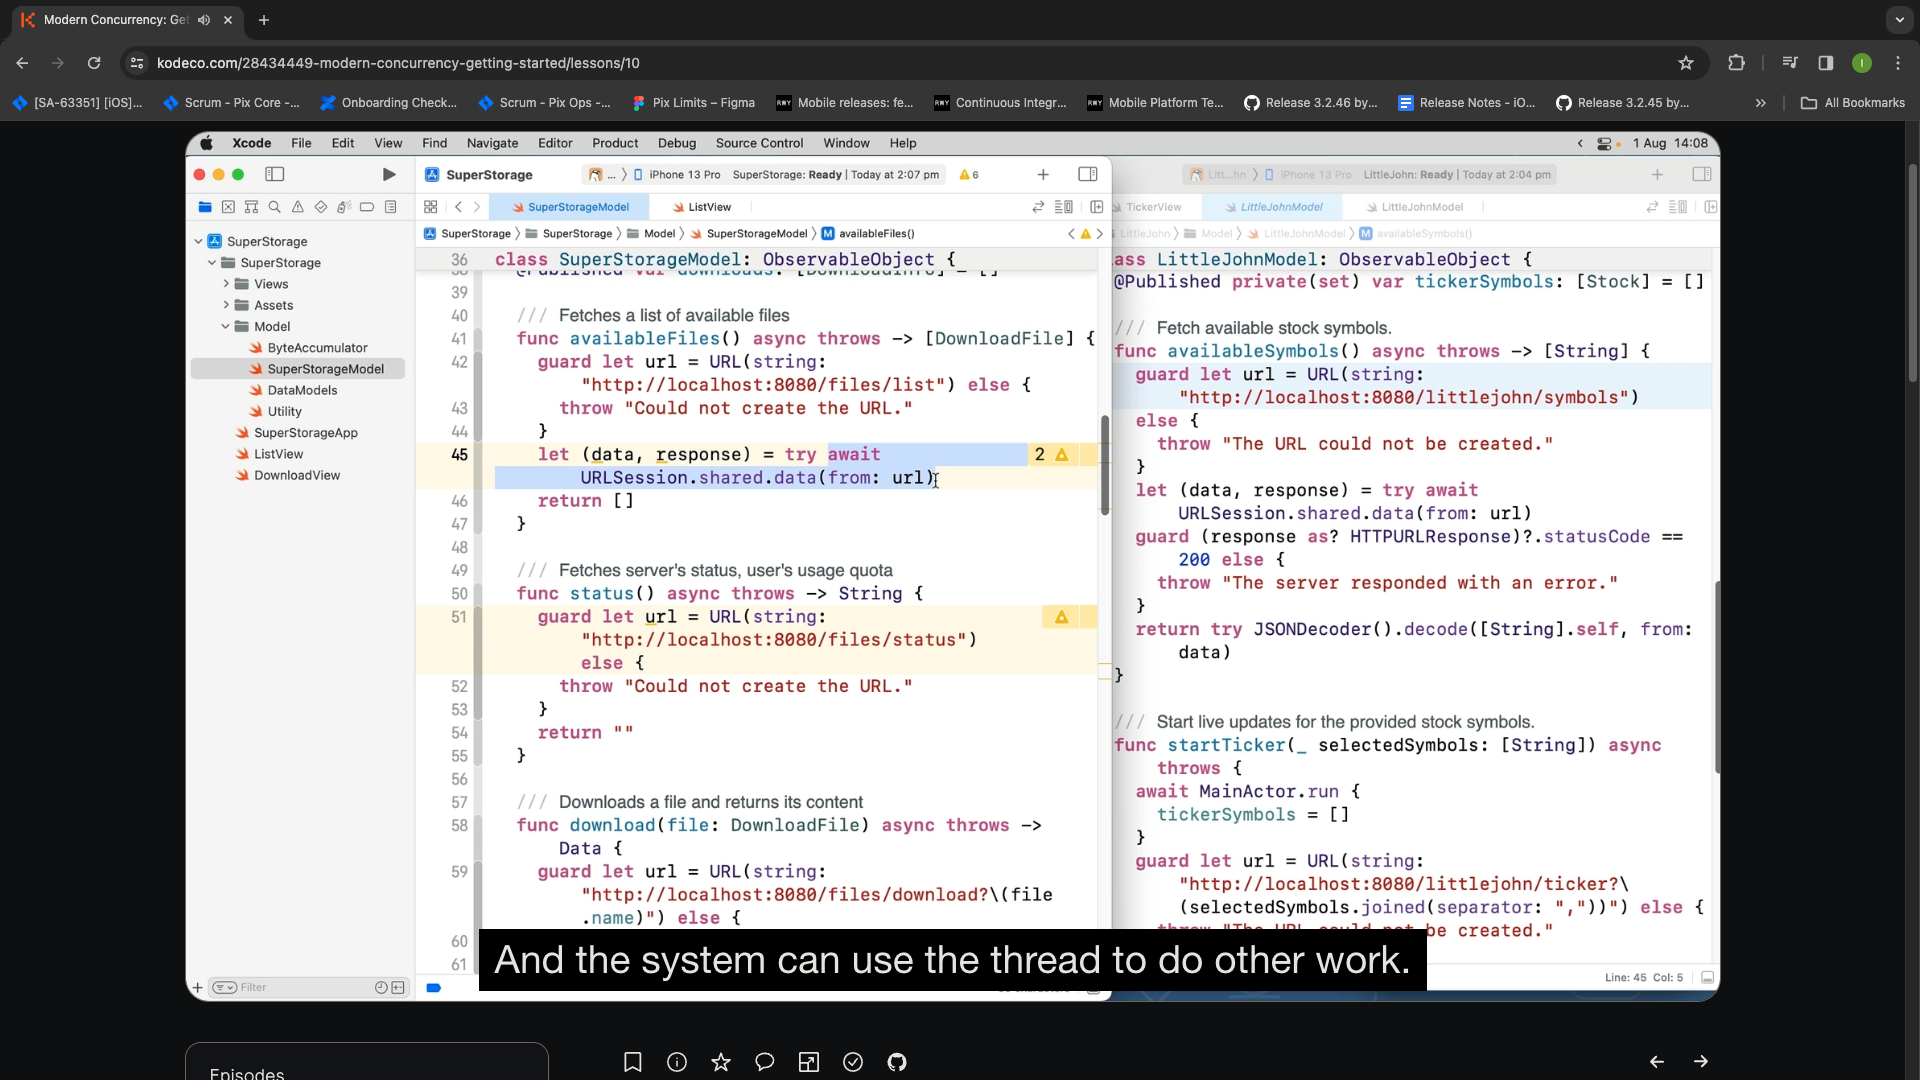 Modern Concurrency: Get
kodeco.com/28434449-modern-concurrency-getting-started/lessons/10
[SA-63351] [iOS]...
Scrum - Pix Core -...
Onboarding Check...
Scrum - Pix Ops -...
Pix Limits – Figma
Mobile releases: fe...
Continuous Integr...
Mobile Platform Te...
Release 3.2.46 by...
Release Notes - iO...
Release 3.2.45 by...
All Bookmarks
Xcode File Edit View Find Navigate Editor Product Debug Source Control Window Help
1 Aug 14:08
SuperStorage
... iPhone 13 Pro SuperStorage: Ready | Today at 2:07 pm 6
SuperStorageModel ListView
SuperStorage SuperStorage Model SuperStorageModel M availableFiles()
SuperStorage
SuperStorage
Views
Assets
Model
ByteAccumulator
SuperStorageModel
DataModels
Utility
SuperStorageApp
ListView
DownloadView
Filter
36 class SuperStorageModel: ObservableObject {
@Published var downloads: [DownloadInfo] = []
39
40 /// Fetches a list of available files
41 func availableFiles() async throws -> [DownloadFile] {
42 guard let url = URL(string:
"http://localhost:8080/files/list") else {
43 throw "Could not create the URL."
44 }
45 let (data, response) = try await 2
URLSession.shared.data(from: url)
46 return []
47 }
48
49 /// Fetches server's status, user's usage quota
50 func status() async throws -> String {
51 guard let url = URL(string:
"http://localhost:8080/files/status")
else {
52 throw "Could not create the URL."
53 }
54 return ""
55 }
56
57 /// Downloads a file and returns its content
58 func download(file: DownloadFile) async throws ->
Data {
59 guard let url = URL(string:
"http://localhost:8080/files/download?\(file
.name)") else {
60
61
Litt...hn iPhone 13 Pro LittleJohn: Ready | Today at 2:04 pm
TickerView LittleJohnModel LittleJohnModel
LittleJohn Model LittleJohnModel M availableSymbols()
ass LittleJohnModel: ObservableObject {
@Published private(set) var tickerSymbols: [Stock] = []
/// Fetch available stock symbols.
func availableSymbols() async throws -> [String] {
guard let url = URL(string:
"http://localhost:8080/littlejohn/symbols")
else {
throw "The URL could not be created."
}
let (data, response) = try await
URLSession.shared.data(from: url)
guard (response as? HTTPURLResponse)?.statusCode ==
200 else {
throw "The server responded with an error."
}
return try JSONDecoder().decode([String].self, from:
data)
}
/// Start live updates for the provided stock symbols.
func startTicker(_ selectedSymbols: [String]) async
throws {
await MainActor.run {
tickerSymbols = []
}
guard let url = URL(string:
"http://localhost:8080/littlejohn/ticker?\
(selectedSymbols.joined(separator: ","))") else {
throw "The URL could not be created."
Line: 45 Col: 5
And the system can use the thread to do other work.
Episodes